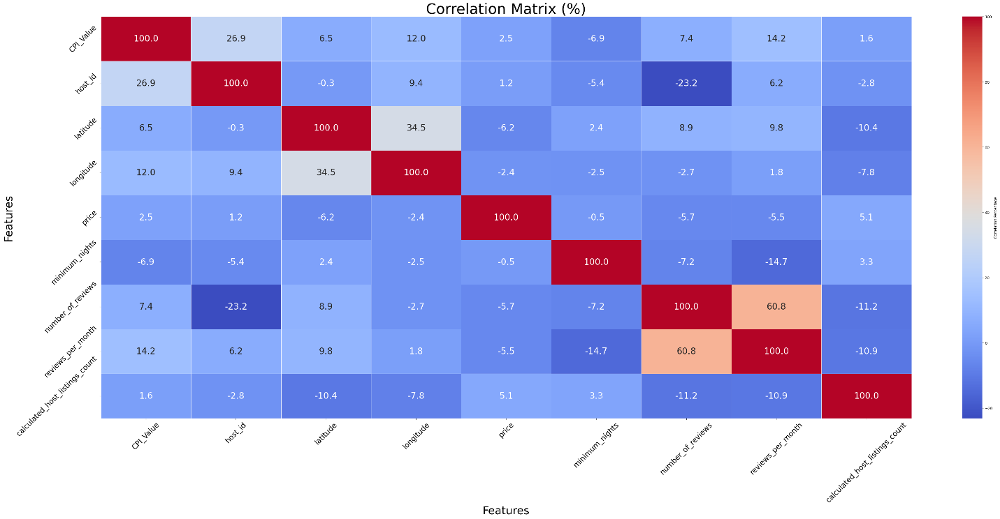 Correlation Matrix (%)
Features
CPI_Value 100.0 26.9 6.5 12.0 2.5 -6.9 7.4 14.2 1.6
host_id 26.9 100.0 -0.3 9.4 1.2 -5.4 -23.2 6.2 -2.8
latitude 6.5 -0.3 100.0 34.5 -6.2 2.4 8.9 9.8 -10.4
longitude 12.0 9.4 34.5 100.0 -2.4 -2.5 -2.7 1.8 -7.8
price 2.5 1.2 -6.2 -2.4 100.0 -0.5 -5.7 -5.5 5.1
minimum_nights -6.9 -5.4 2.4 -2.5 -0.5 100.0 -7.2 -14.7 3.3
number_of_reviews 7.4 -23.2 8.9 -2.7 -5.7 -7.2 100.0 60.8 -11.2
reviews_per_month 14.2 6.2 9.8 1.8 -5.5 -14.7 60.8 100.0 -10.9
calculated_host_listings_count 1.6 -2.8 -10.4 -7.8 5.1 3.3 -11.2 -10.9 100.0
CPI_Value host_id latitude longitude price minimum_nights number_of_reviews reviews_per_month calculated_host_listings_count
Features
100
80
60
40
20
0
−20
Correlation Percentage